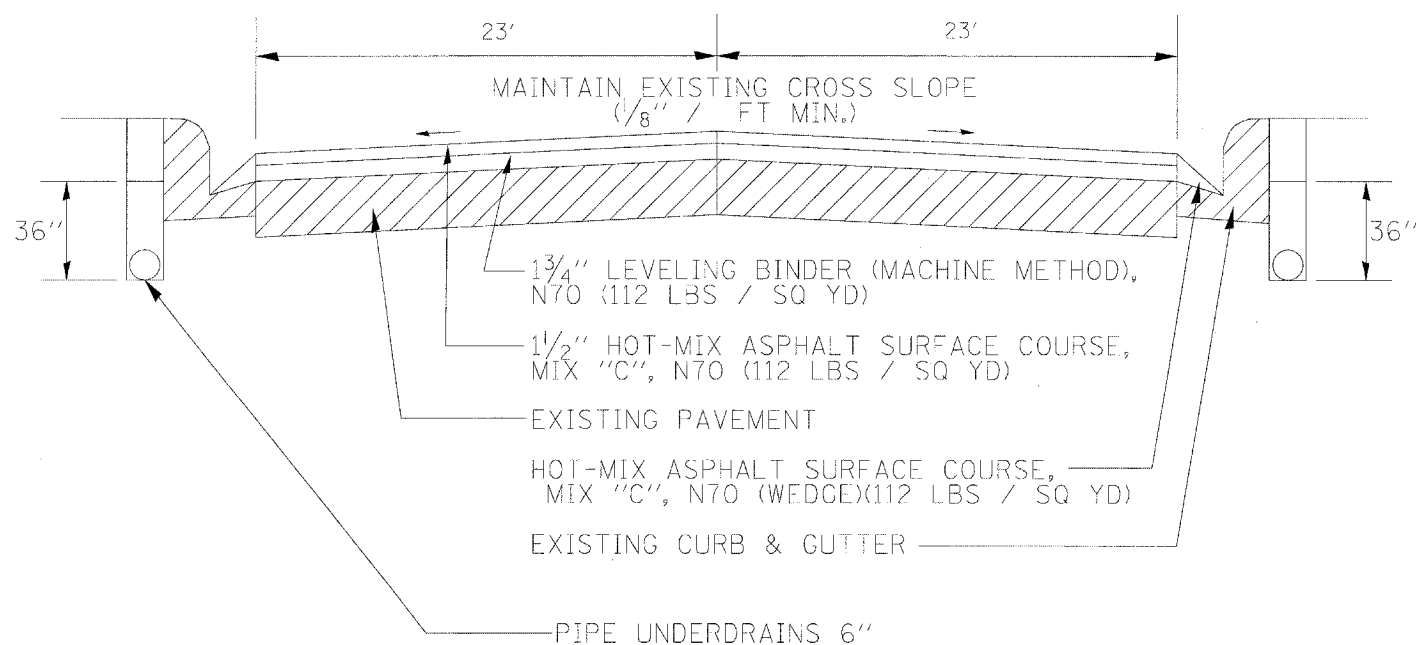 23' 23'
MAINTAIN EXISTING CROSS SLOPE
(1/8" / FT MIN.)
36" 36"
1 3/4" LEVELING BINDER (MACHINE METHOD),
N70 (112 LBS / SQ YD)
1 1/2" HOT-MIX ASPHALT SURFACE COURSE,
MIX "C", N70 (112 LBS / SQ YD)
EXISTING PAVEMENT
HOT-MIX ASPHALT SURFACE COURSE,
MIX "C", N70 (WEDGE)(112 LBS / SQ YD)
EXISTING CURB & GUTTER
PIPE UNDERDRAINS 6"